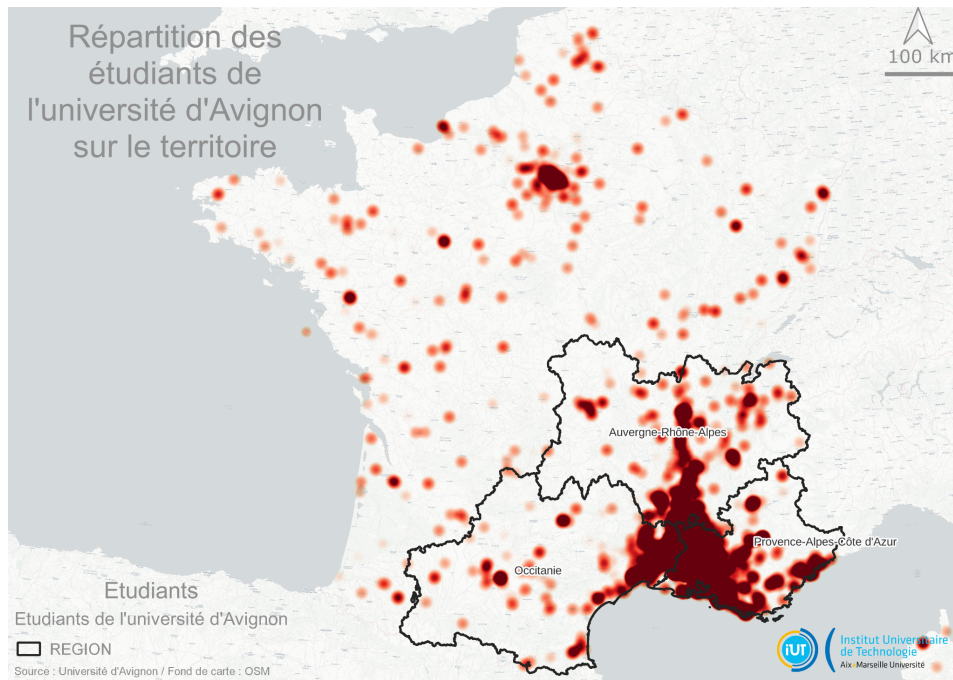 Répartition des
étudiants de
l'université d'Avignon
sur le territoire
100 km
Auvergne-Rhône-Alpes
Provence-Alpes-Côte d'Azur
Occitanie
Etudiants
Etudiants de l'université d'Avignon
REGION
Source : Université d'Avignon / Fond de carte : OSM
iUT
Institut Universitaire
de Technologie
Aix Marseille Université